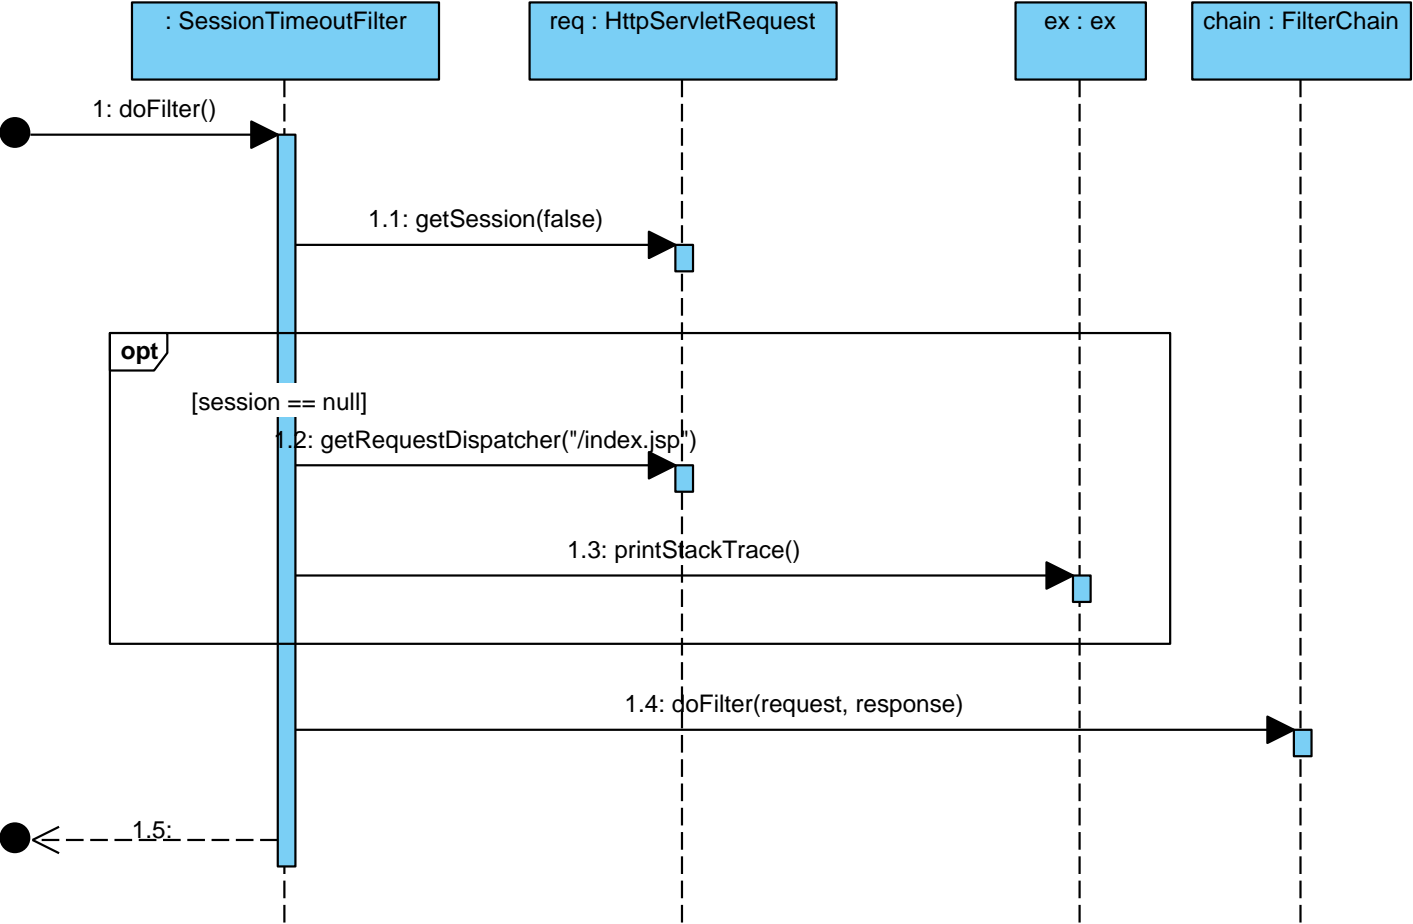 : SessionTimeoutFilter
req : HttpServletRequest
ex : ex
chain : FilterChain
1: doFilter()
1.1: getSession(false)
opt
[session == null]
1.2: getRequestDispatcher("/index.jsp")
1.3: printStackTrace()
1.4: doFilter(request, response)
1.5: